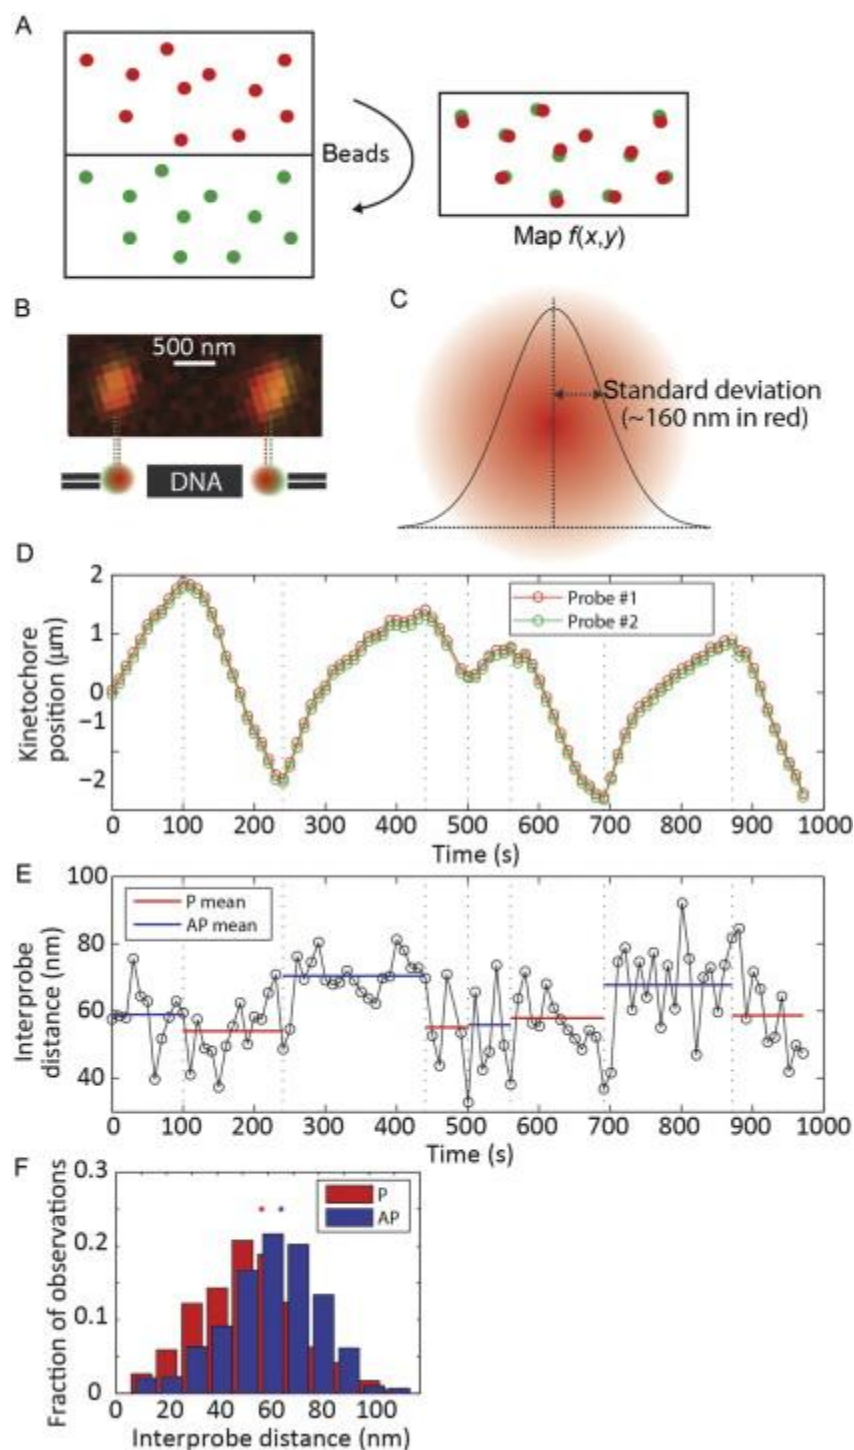 A
Beads
Map f(x,y)
B
500 nm
DNA
C
Standard deviation
(~160 nm in red)
D
Kinetochore
position (μm)
2
1
0
−1
−2
Probe #1
Probe #2
0 100 200 300 400 500 600 700 800 900 1000
Time (s)
E
Interprobe
distance (nm)
100
80
60
40
P mean
AP mean
0 100 200 300 400 500 600 700 800 900 1000
Time (s)
F
Fraction of observations
0.3
0.2
0.1
0
P
AP
0 20 40 60 80 100
Interprobe distance (nm)